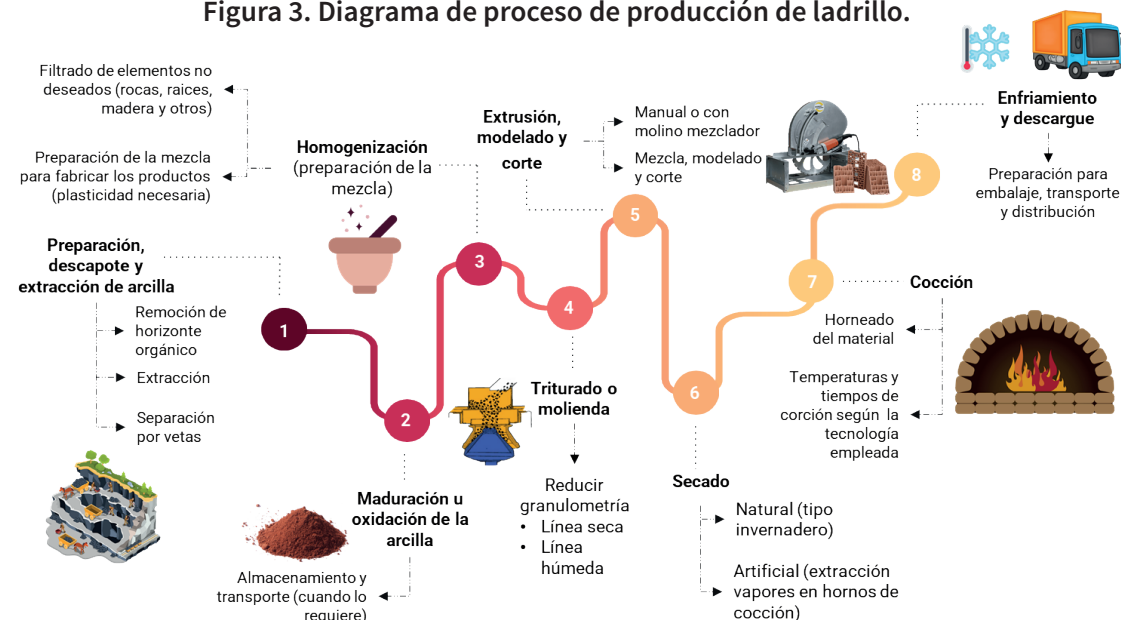 Figura 3. Diagrama de proceso de producción de ladrillo.
Preparación,
descapote y
extracción de arcilla
Remoción de
horizonte
orgánico
Extracción
Separación
por vetas
1
2
Maduración u
oxidación de la
arcilla
Almacenamiento y
transporte (cuando lo
requiere)
3
Homogenización
(preparación de la
mezcla)
Filtrado de elementos no
deseados (rocas, raices,
madera y otros)
Preparación de la mezcla
para fabricar los productos
(plasticidad necesaria)
4
Triturado o
molienda
Reducir
granulometría
• Línea seca
• Línea
húmeda
5
Extrusión,
modelado y
corte
Manual o con
molino mezclador
Mezcla, modelado
y corte
6
Secado
Natural (tipo
invernadero)
Artificial (extracción
vapores en hornos de
cocción)
7
Cocción
Horneado
del material
Temperaturas y
tiempos de
corción según la
tecnología
empleada
8
Enfriamiento
y descargue
Preparación para
embalaje, transporte
y distribución